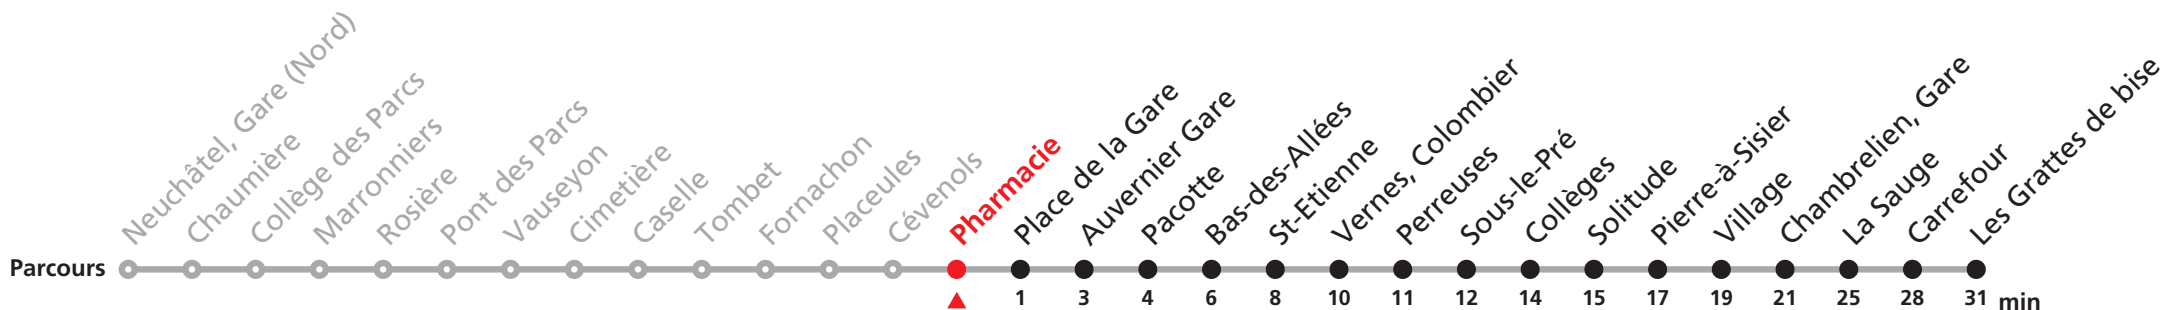 Neuchâtel, Gare (Nord)
Chaumière
Collège des Parcs
Marronniers
Rosière
Pont des Parcs
Vauseyon
Cimetière
Caselle
Tombet
Fornachon
Placeules
Cévenols
Pharmacie
Place de la Gare
Auvernier Gare
Pacotte
Bas-des-Allées
St-Etienne
Vernes, Colombier
Perreuses
Sous-le-Pré
Collèges
Solitude
Pierre-à-Sisier
Village
Chambrelien, Gare
La Sauge
Carrefour
Les Grattes de bise
Parcours
1 3 4 6 8 10 11 12 14 15 17 19 21 25 28 31 min